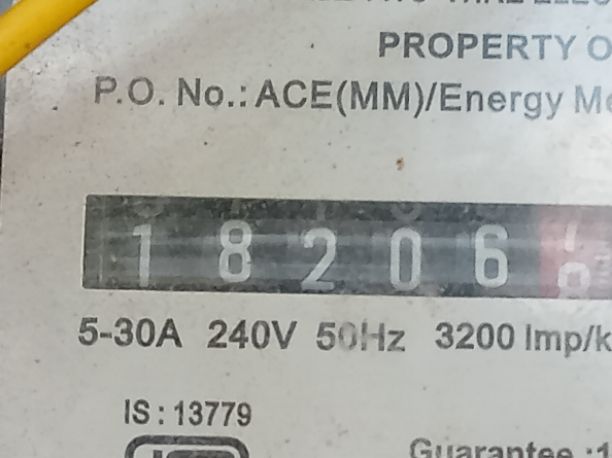 PROPERTY O
P.O. No.: ACE(MM)/Energy Me
1 8 2 0 6
5-30A 240V 50Hz 3200 Imp/k
IS : 13779
Guarantee :1